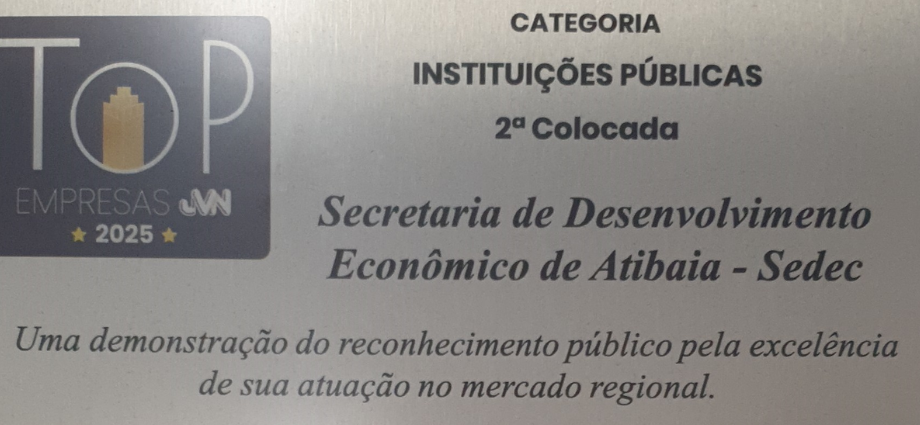 TOP
EMPRESAS JVN
★ 2025 ★
CATEGORIA
INSTITUIÇÕES PÚBLICAS
2ª Colocada
Secretaria de Desenvolvimento
Econômico de Atibaia - Sedec
Uma demonstração do reconhecimento público pela excelência
de sua atuação no mercado regional.